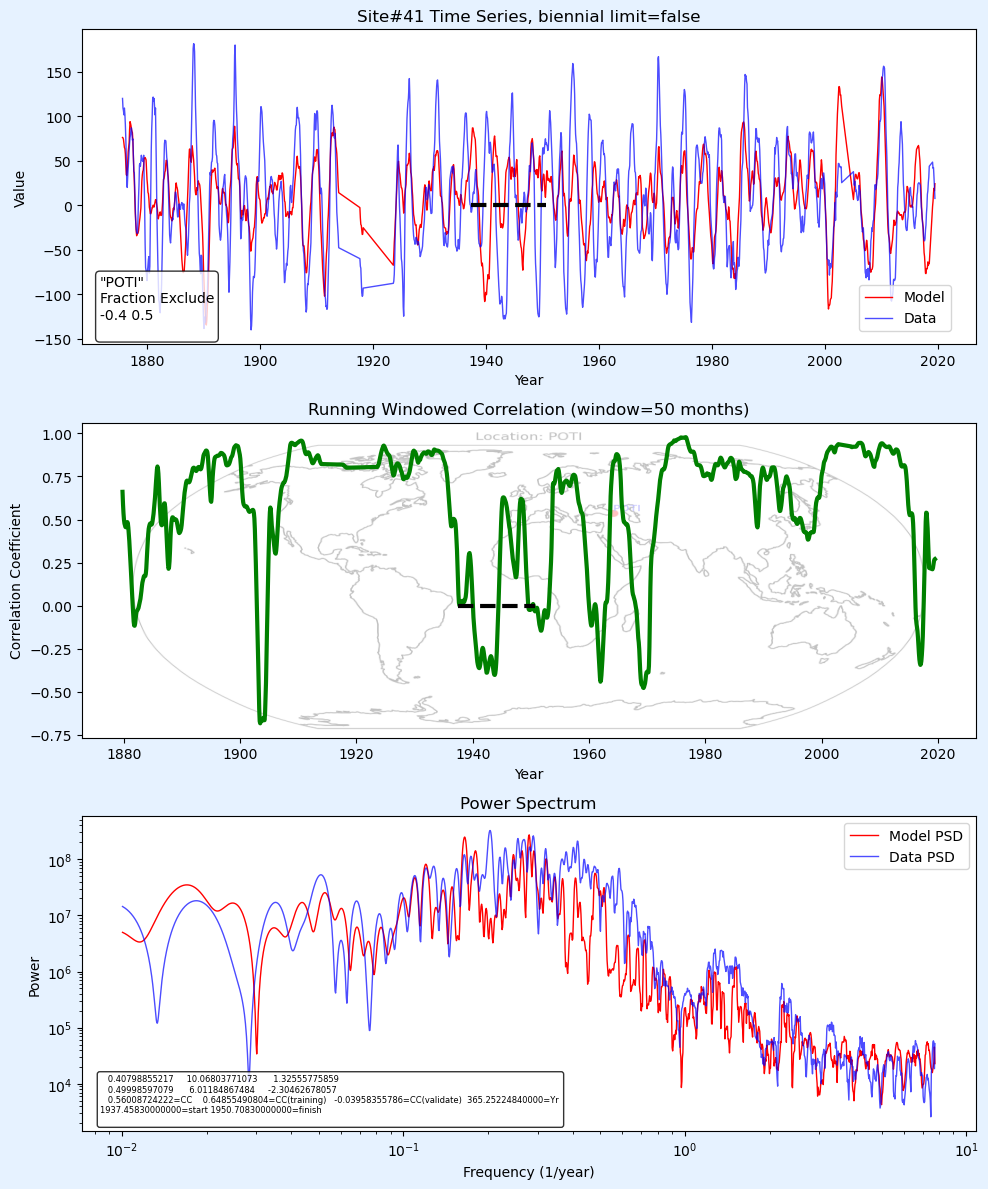 Site#41 Time Series, biennial limit=false
Value
150
100
50
0
−50
−100
−150
"POTI"
Fraction Exclude
-0.4 0.5
Model
Data
1880 1900 1920 1940 1960 1980 2000 2020
Year
Running Windowed Correlation (window=50 months)
Location: POTI
Correlation Coefficient
1.00
0.75
0.50
0.25
0.00
−0.25
−0.50
−0.75
1880 1900 1920 1940 1960 1980 2000 2020
Year
Power Spectrum
Model PSD
Data PSD
Power
10⁸
10⁷
10⁶
10⁵
10⁴
0.40798855217 10.06803771073 1.32555775859
0.49998597079 6.01184867484 -2.30462678057
0.56008724222=CC 0.64855490804=CC(training) -0.03958355786=CC(validate) 365.25224840000=Yr
1937.45830000000=start 1950.70830000000=finish
10⁻² 10⁻¹ 10⁰ 10¹
Frequency (1/year)